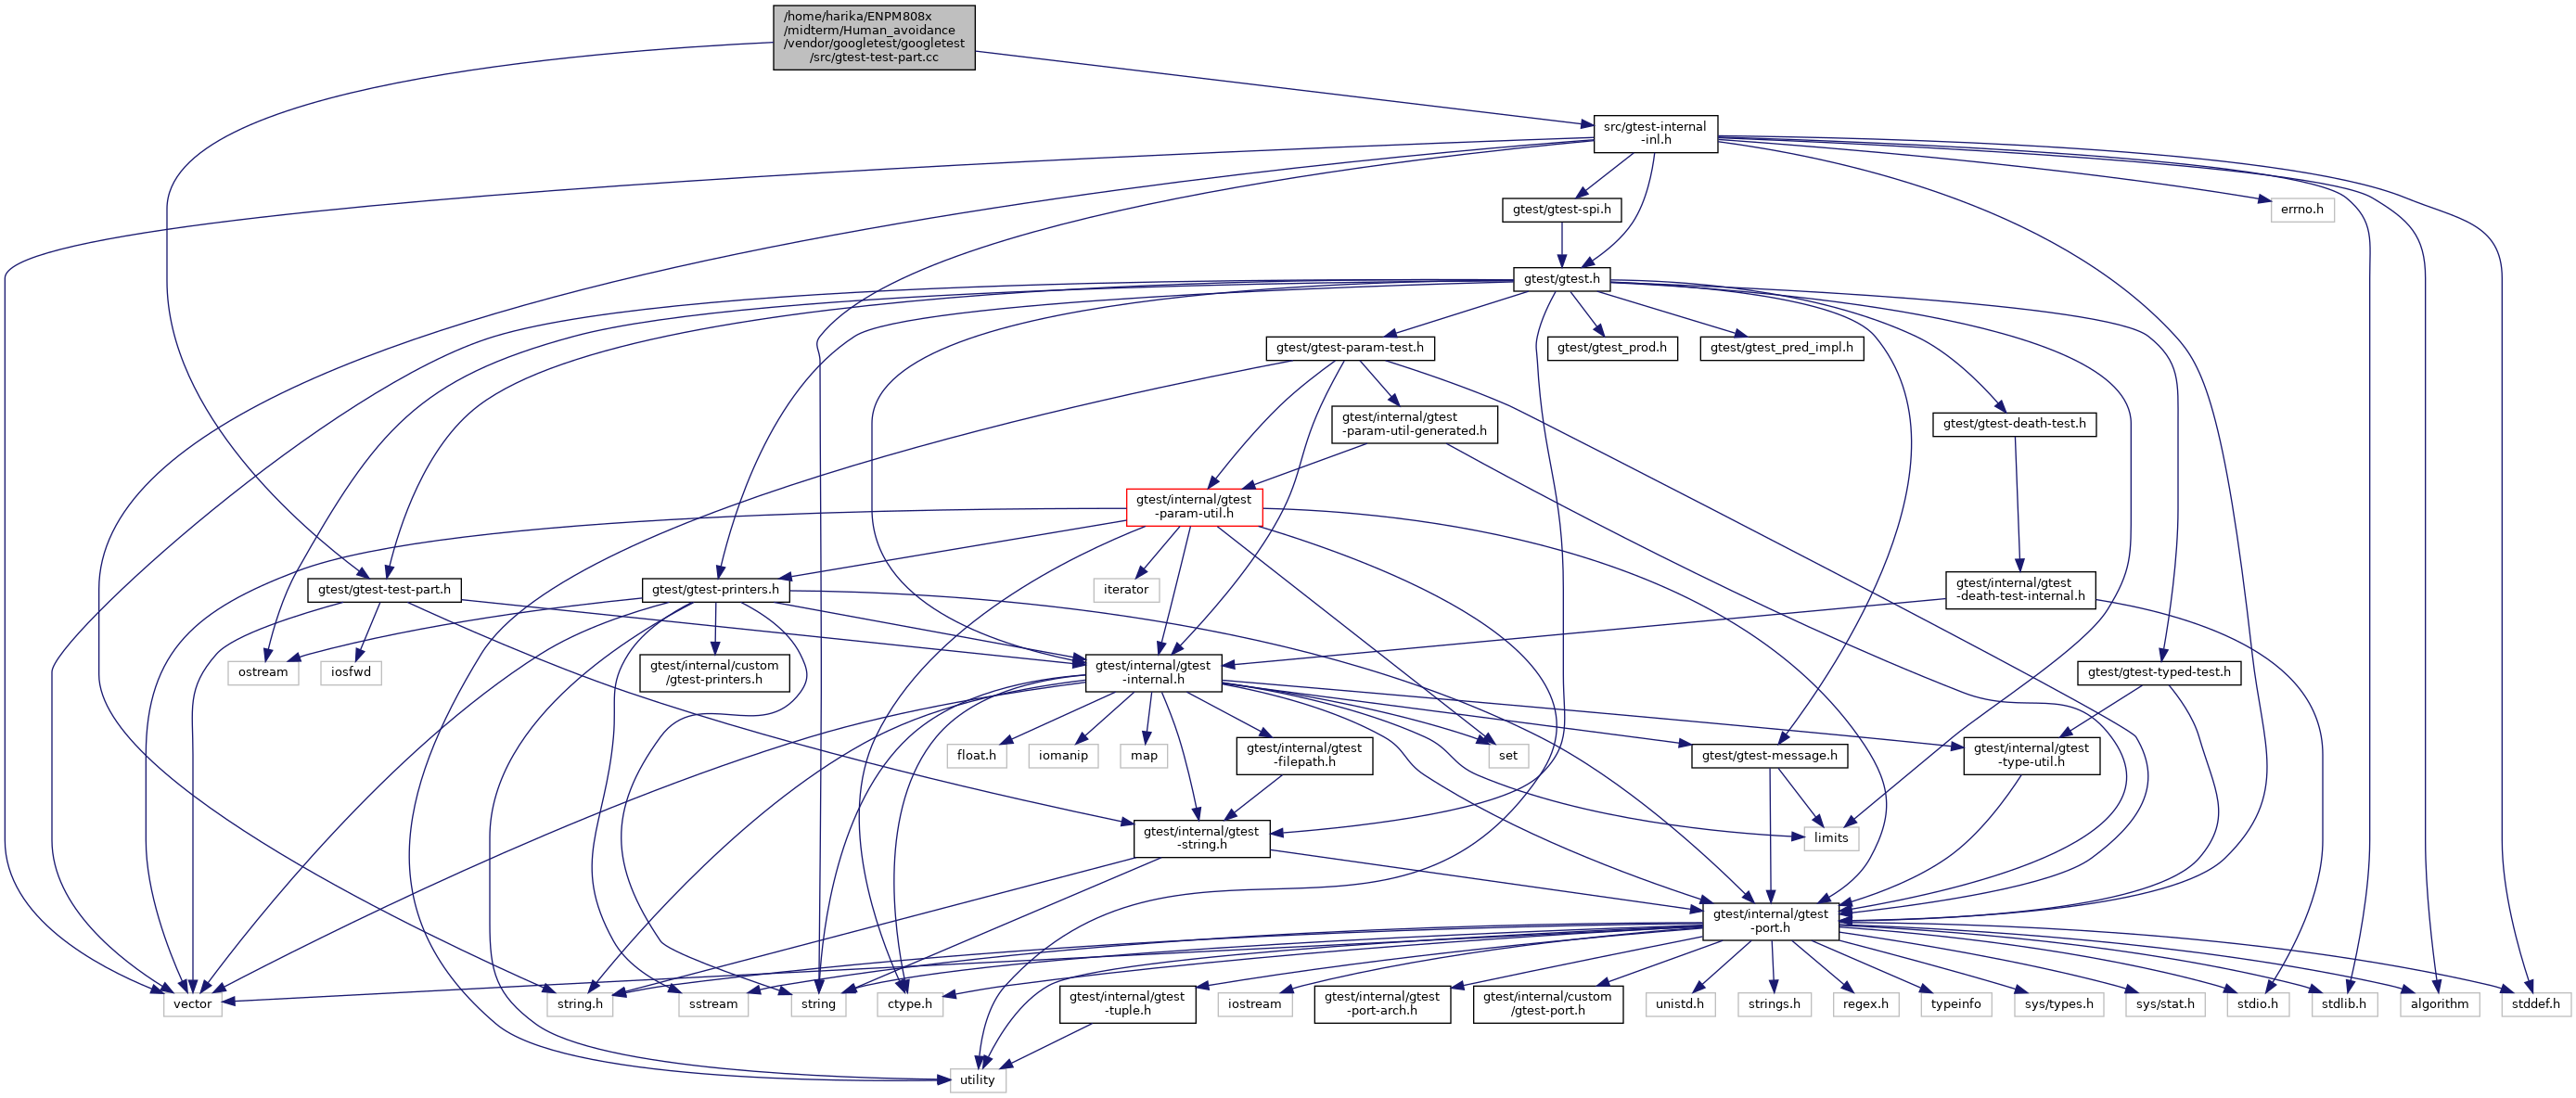 /home/harika/ENPM808x
/midterm/Human_avoidance
/vendor/googletest/googletest
/src/gtest-test-part.cc
src/gtest-internal
-inl.h
gtest/gtest-spi.h
errno.h
gtest/gtest.h
gtest/gtest-param-test.h
gtest/gtest_prod.h
gtest/gtest_pred_impl.h
gtest/internal/gtest
-param-util-generated.h
gtest/gtest-death-test.h
gtest/internal/gtest
-param-util.h
gtest/gtest-test-part.h
gtest/gtest-printers.h
iterator
gtest/internal/gtest
-death-test-internal.h
ostream
iosfwd
gtest/internal/custom
/gtest-printers.h
gtest/internal/gtest
-internal.h
gtest/gtest-typed-test.h
float.h
iomanip
map
gtest/internal/gtest
-filepath.h
set
gtest/gtest-message.h
gtest/internal/gtest
-type-util.h
gtest/internal/gtest
-string.h
limits
gtest/internal/gtest
-port.h
vector
string.h
sstream
string
ctype.h
gtest/internal/gtest
-tuple.h
iostream
gtest/internal/gtest
-port-arch.h
gtest/internal/custom
/gtest-port.h
unistd.h
strings.h
regex.h
typeinfo
sys/types.h
sys/stat.h
stdio.h
stdlib.h
algorithm
stddef.h
utility